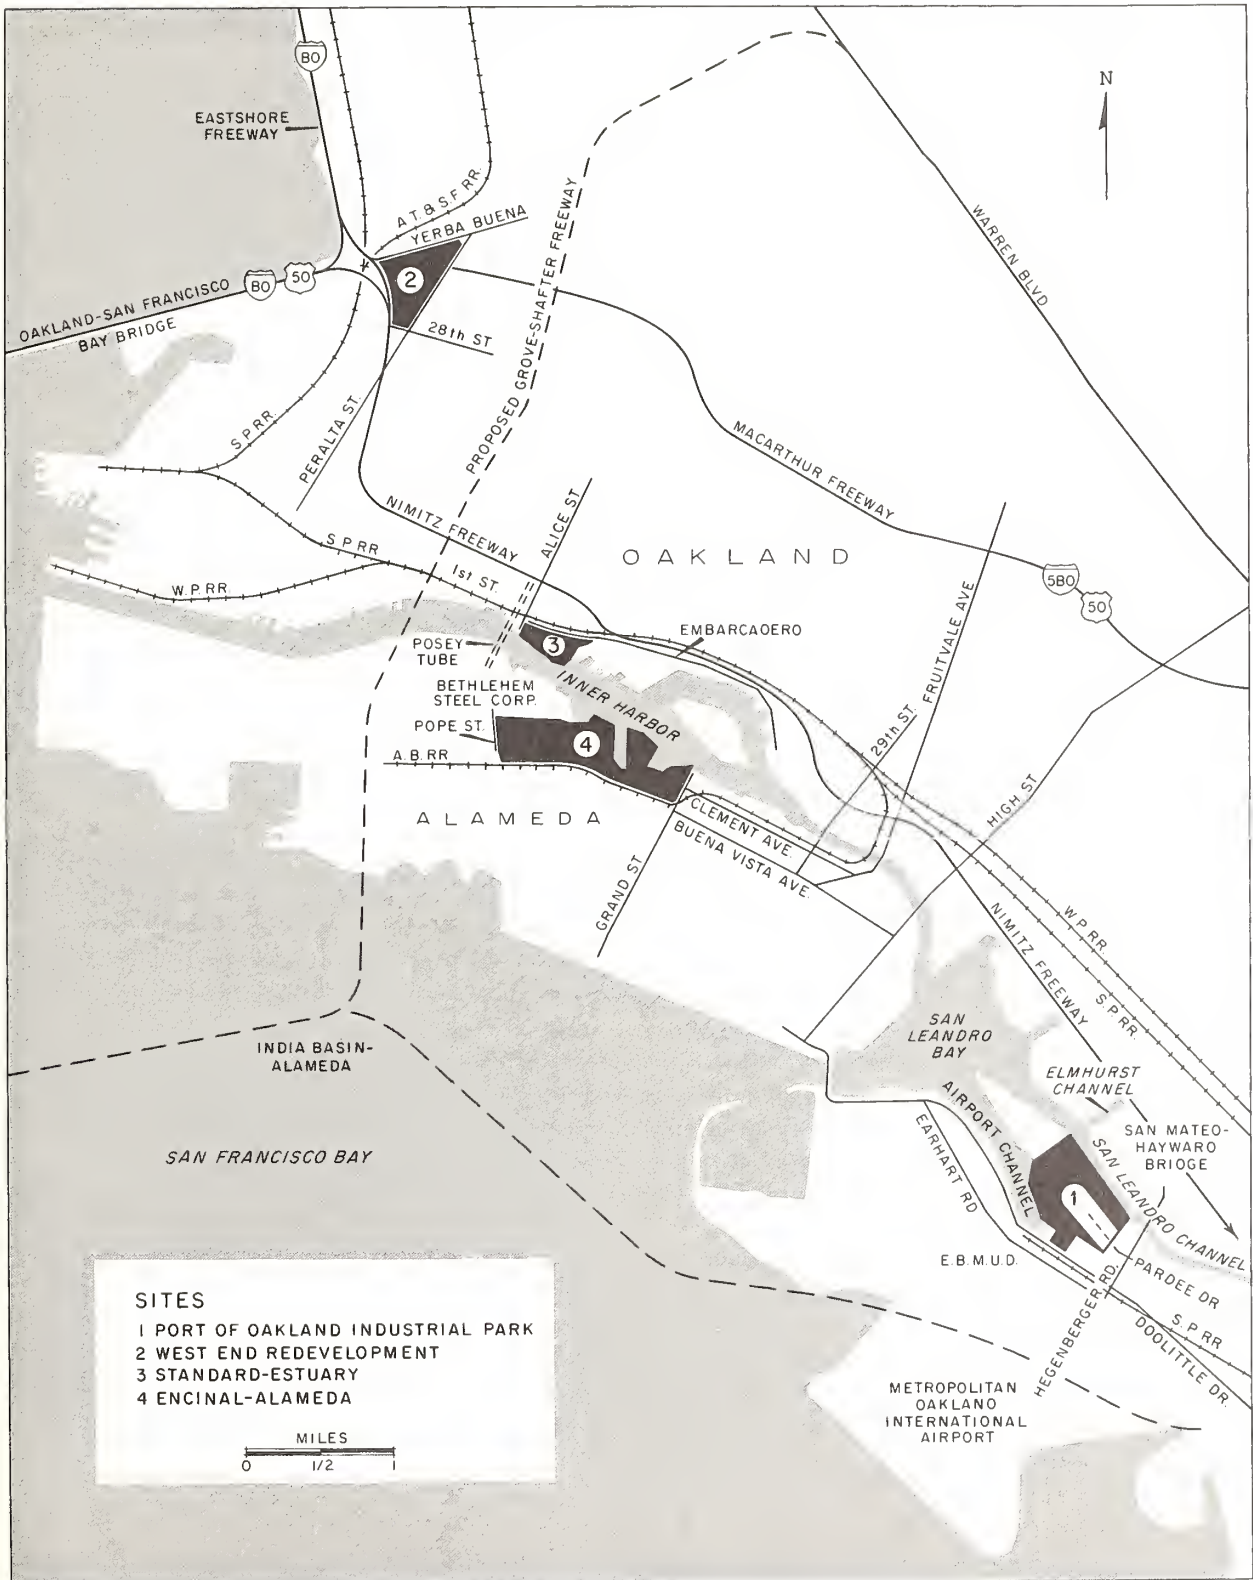 80
EASTSHORE
FREEWAY
N
A.T. & S.F RR.
YERBA BUENA
2
WARREN BLVD
OAKLAND-SAN FRANCISCO
BAY BRIDGE
80
50
28th ST
PROPOSED GROVE-SHAFTER FREEWAY
S.P.RR.
PERALTA ST.
MACARTHUR FREEWAY
NIMITZ FREEWAY
ALICE ST
OAKLAND
S P RR
1st ST.
W.P. RR.
580
50
FRUITVALE AVE
EMBARCAOERO
3
POSEY
TUBE
INNER HARBOR
BETHLEHEM
STEEL CORP.
POPE ST.
4
A.B. RR
29th ST.
HIGH ST
ALAMEDA
CLEMENT AVE.
BUENA VISTA AVE.
GRAND ST
W.P RR
NIMITZ FREEWAY
S.P. RR.
SAN
LEANDRO
BAY
INDIA BASIN-
ALAMEDA
ELMHURST
CHANNEL
AIRPORT CHANNEL
SAN MATEO-
HAYWARO
BRIOGE
EARHART RD
SAN FRANCISCO BAY
1
SAN LEANDRO CHANNEL
E.B.M.U.D.
PARDEE DR
HEGENBERGER RD.
S.P RR
DOOLITTLE DR.
METROPOLITAN
OAKLANO
INTERNATIONAL
AIRPORT
SITES
1 PORT OF OAKLAND INDUSTRIAL PARK
2 WEST END REDEVELOPMENT
3 STANDARD-ESTUARY
4 ENCINAL-ALAMEDA
MILES
0 1/2 1